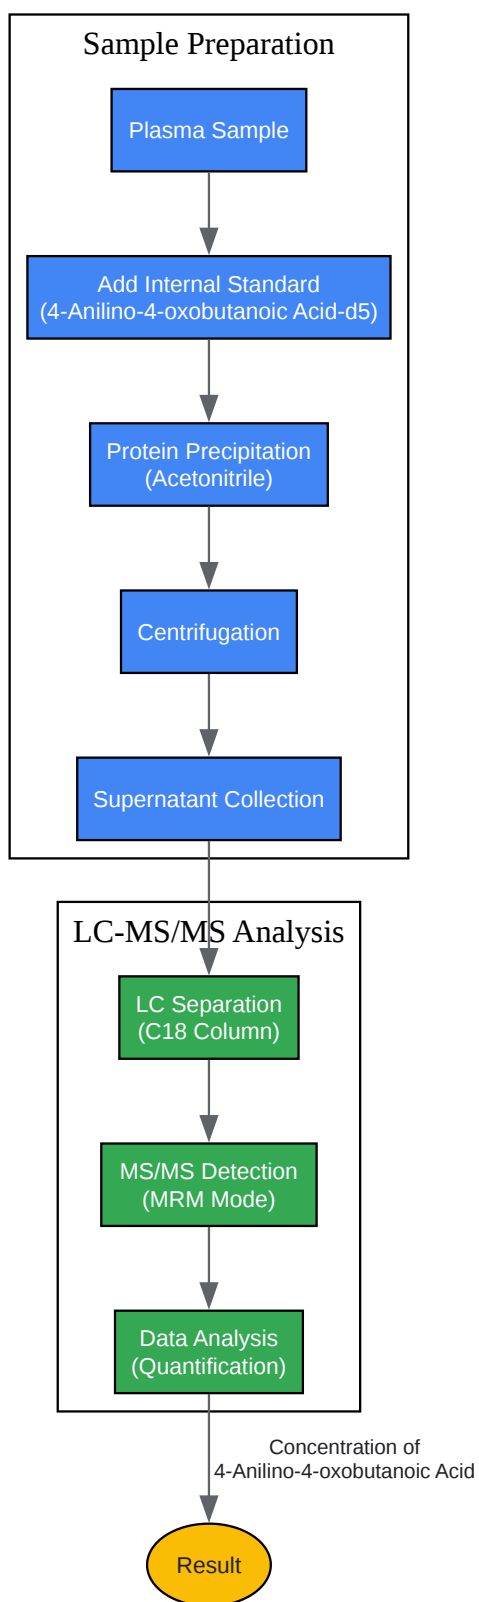 Sample Preparation
Plasma Sample
Add Internal Standard
(4-Anilino-4-oxobutanoic Acid-d5)
Protein Precipitation
(Acetonitrile)
Centrifugation
Supernatant Collection
LC-MS/MS Analysis
LC Separation
(C18 Column)
MS/MS Detection
(MRM Mode)
Data Analysis
(Quantification)
Concentration of
4-Anilino-4-oxobutanoic Acid
Result